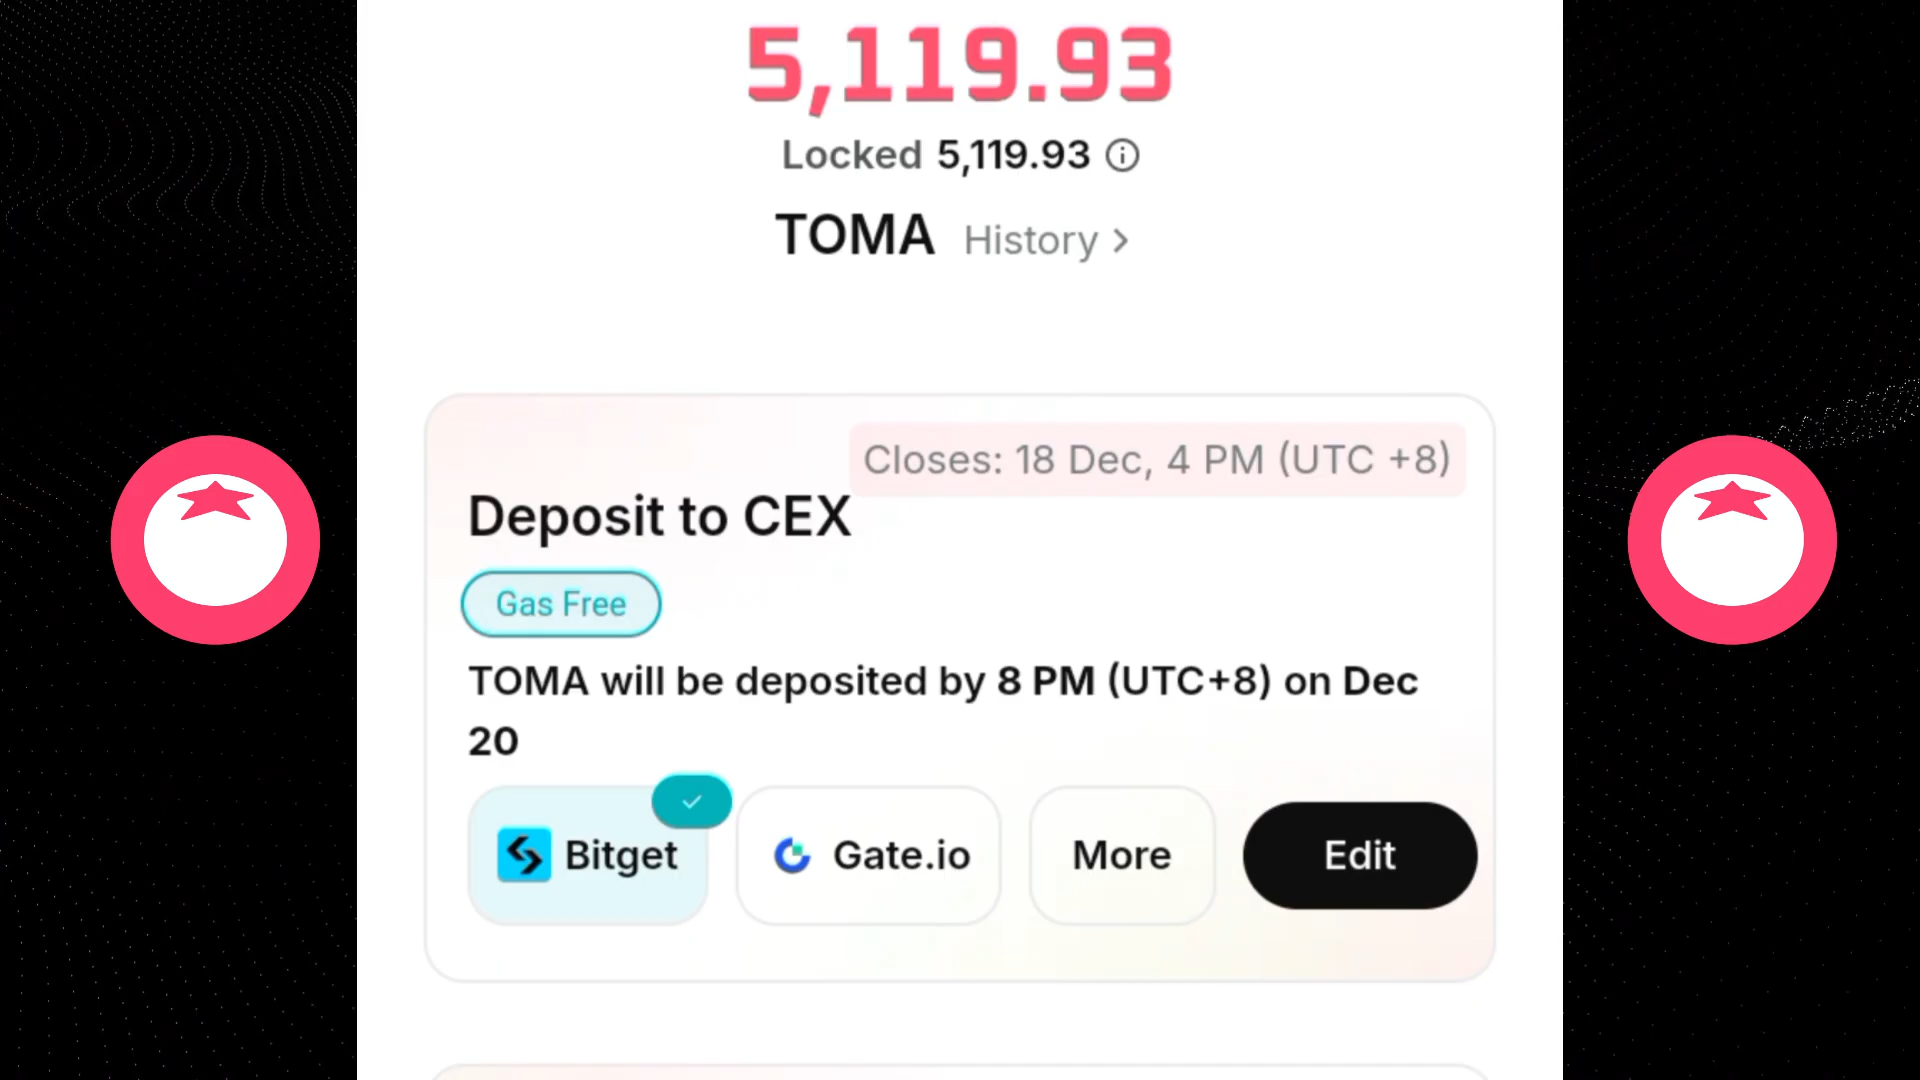 5,119.93
Locked 5,119.93
TOMA History >
Closes: 18 Dec, 4 PM (UTC +8)
Deposit to CEX
Gas Free
TOMA will be deposited by 8 PM (UTC+8) on Dec
20
Bitget Gate.io More Edit